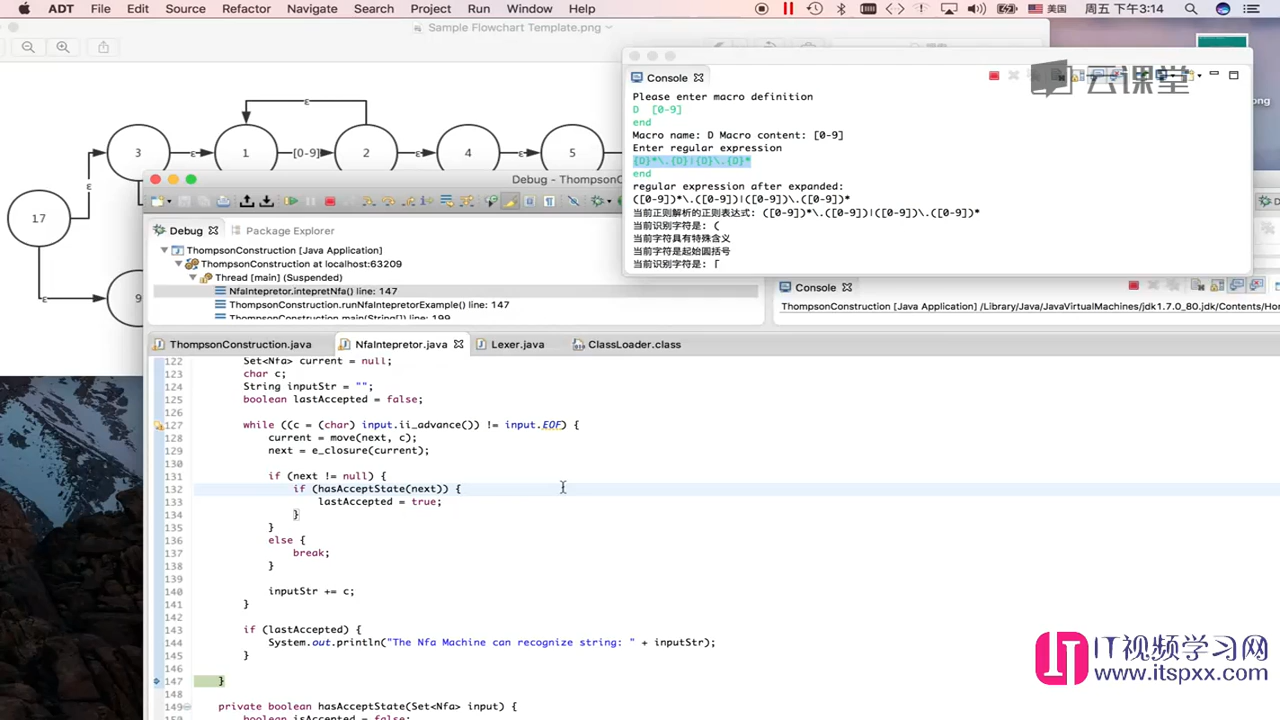 ADT File Edit Source Refactor Navigate Search Project Run Window Help 美国 周五 下午3:14
Sample Flowchart Template.png
云课堂
Console
Please enter macro definition
D [0-9]
end
Macro name: D Macro content: [0-9]
Enter regular expression
{D}*\.{D}|{D}\.{D}*
end
regular expression after expanded:
([0-9])*\.([0-9])|([0-9])\.([0-9])*
当前正则解析的正则表达式: ([0-9])*\.([0-9])|([0-9])\.([0-9])*
当前识别字符是: (
当前字符具有特殊含义
当前字符是起始圆括号
当前识别字符是: [
ε
3 ε 1 [0-9] 2 ε 4 ε 5
ε
17
ε 9
png
Debug - ThompsonC
Debug Package Explorer
ThompsonConstruction [Java Application]
ThompsonConstruction at localhost:63209
Thread [main] (Suspended)
NfaIntepretor.intepretNfa() line: 147
ThompsonConstruction.runNfaIntepretorExample() line: 147
ThompsonConstruction.main(String[]) line: 199
Console
ThompsonConstruction [Java Application] /Library/Java/JavaVirtualMachines/jdk1.7.0_80.jdk/Contents/Hor
ThompsonConstruction.java NfaIntepretor.java Lexer.java ClassLoader.class
122 Set<Nfa> current = null;
123 char c;
124 String inputStr = "";
125 boolean lastAccepted = false;
126
127 while ((c = (char) input.ii_advance()) != input.EOF) {
128 current = move(next, c);
129 next = e_closure(current);
130
131 if (next != null) {
132 if (hasAcceptState(next)) {
133 lastAccepted = true;
134 }
135 }
136 else {
137 break;
138 }
139
140 inputStr += c;
141 }
142
143 if (lastAccepted) {
144 System.out.println("The Nfa Machine can recognize string: " + inputStr);
145 }
146
147 }
148
149 private boolean hasAcceptState(Set<Nfa> input) {
150 boolean isAccepted = false;
IT视频学习网
www.itspxx.com